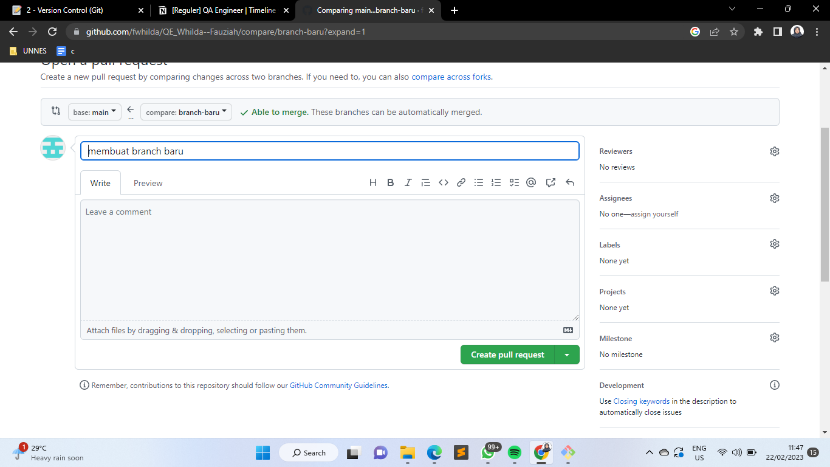 2 - Version Control (Git)
[Reguler] QA Engineer | Timeline
Comparing main...branch-baru ·
github.com/fwhilda/QE_Whilda--Fauziah/compare/branch-baru?expand=1
UNNES
c
Open a pull request
Create a new pull request by comparing changes across two branches. If you need to, you can also compare across forks.
base: main
compare: branch-baru
Able to merge. These branches can be automatically merged.
membuat branch baru
Write
Preview
Leave a comment
Attach files by dragging & dropping, selecting or pasting them.
Create pull request
Remember, contributions to this repository should follow our GitHub Community Guidelines.
Reviewers
No reviews
Assignees
No one—assign yourself
Labels
None yet
Projects
None yet
Milestone
No milestone
Development
Use Closing keywords in the description to
automatically close issues
1
29°C
Heavy rain soon
Search
99+
ENG
US
11:47
22/02/2023
15